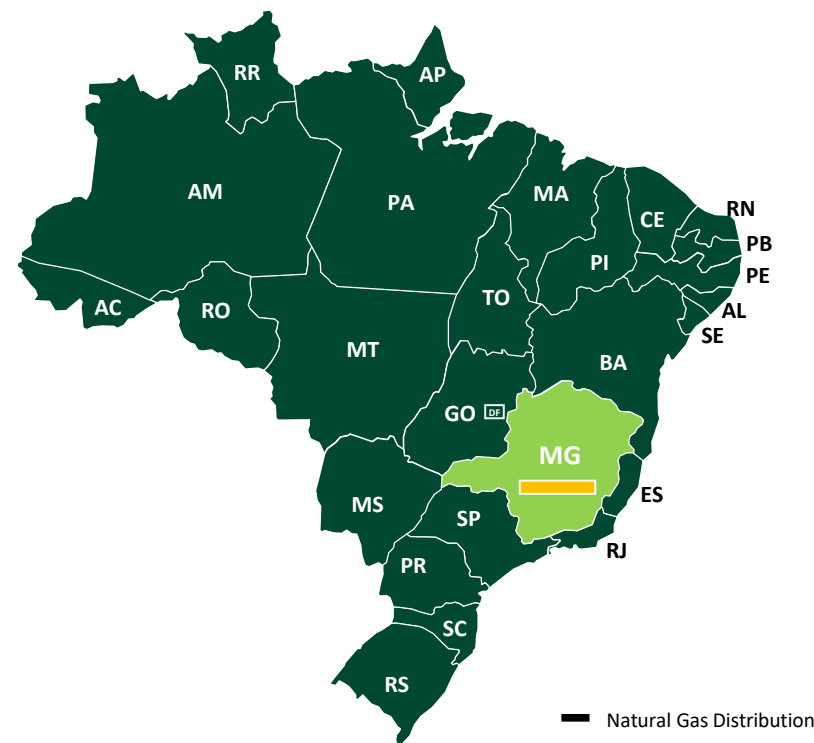 RR
AP
AM
PA
MA
CE
RN
PB
PI
PE
TO
AL
AC
RO
SE
MT
BA
GO
DF
MG
ES
MS
SP
RJ
PR
SC
RS
Natural Gas Distribution